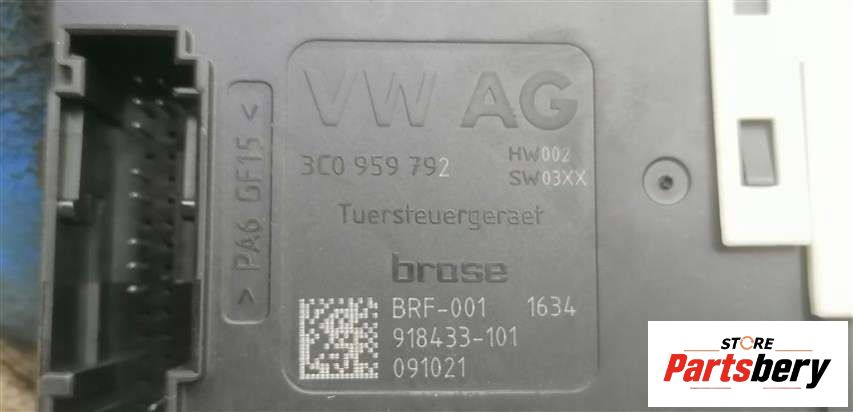 > PA6 GF15 <
VW AG
3C0 959 792 HW002
SW03XX
Tuersteuergeraet
brose
BRF-001 1634
918433-101
091021
STORE
Partsbery